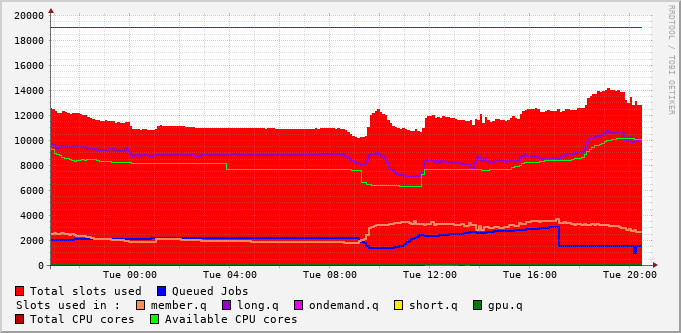 20000
18000
16000
14000
12000
10000
8000
6000
4000
2000
0
Tue 00:00 Tue 04:00 Tue 08:00 Tue 12:00 Tue 16:00 Tue 20:00
RRDTOOL / TOBI OETIKER
Total slots used Queued Jobs
Slots used in : member.q long.q ondemand.q short.q gpu.q
Total CPU cores Available CPU cores